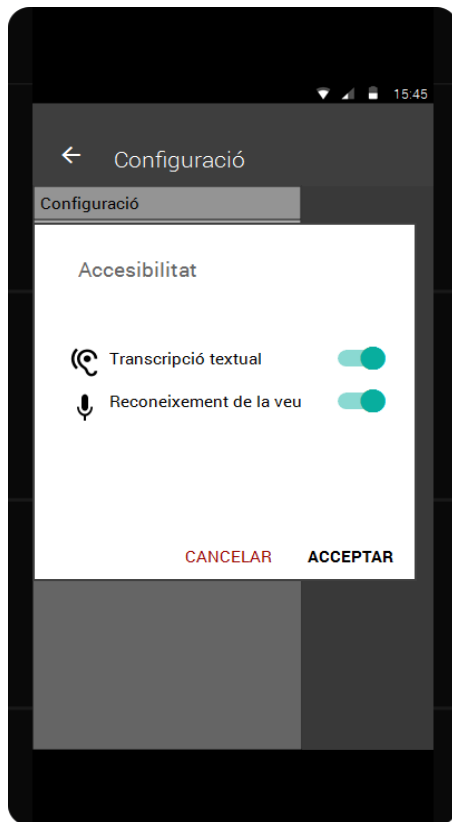 15:45
Configuració
Configuració
Accesibilitat
Transcripció textual
Reconeixement de la veu
CANCELAR ACCEPTAR